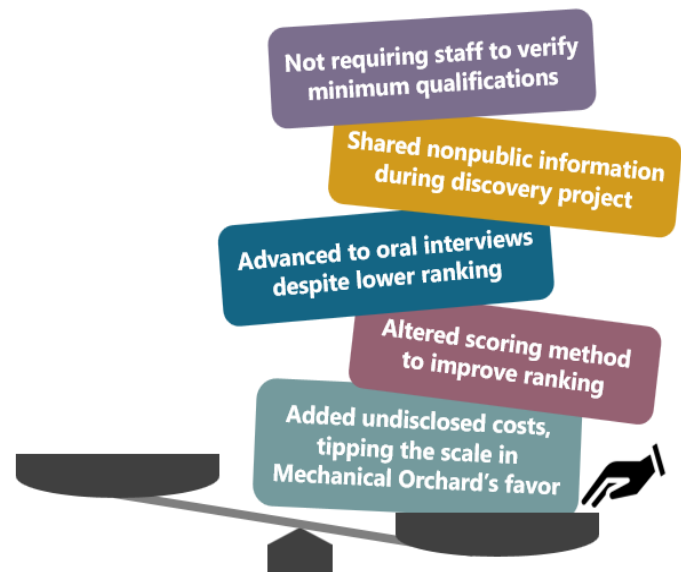 Not requiring staff to verify
minimum qualifications
Shared nonpublic information
during discovery project
Advanced to oral interviews
despite lower ranking
Altered scoring method
to improve ranking
Added undisclosed costs,
tipping the scale in
Mechanical Orchard’s favor